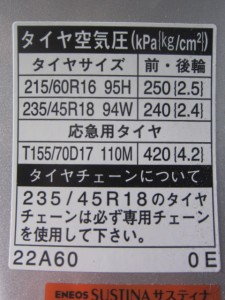 タイヤ空気圧(kPa{kg/cm²}
タイヤサイズ 前・後輪
215/60R16 95H 250{2.5}
235/45R18 94W 240{2.4}
応急用タイヤ
T155/70D17 110M 420{4.2}
タイヤチェーンについて
235/45R18のタイヤ
チェーンは必ず専用チェーン
を使用して下さい。
22A60 0E
ENEOS SUSTINA サスティナ